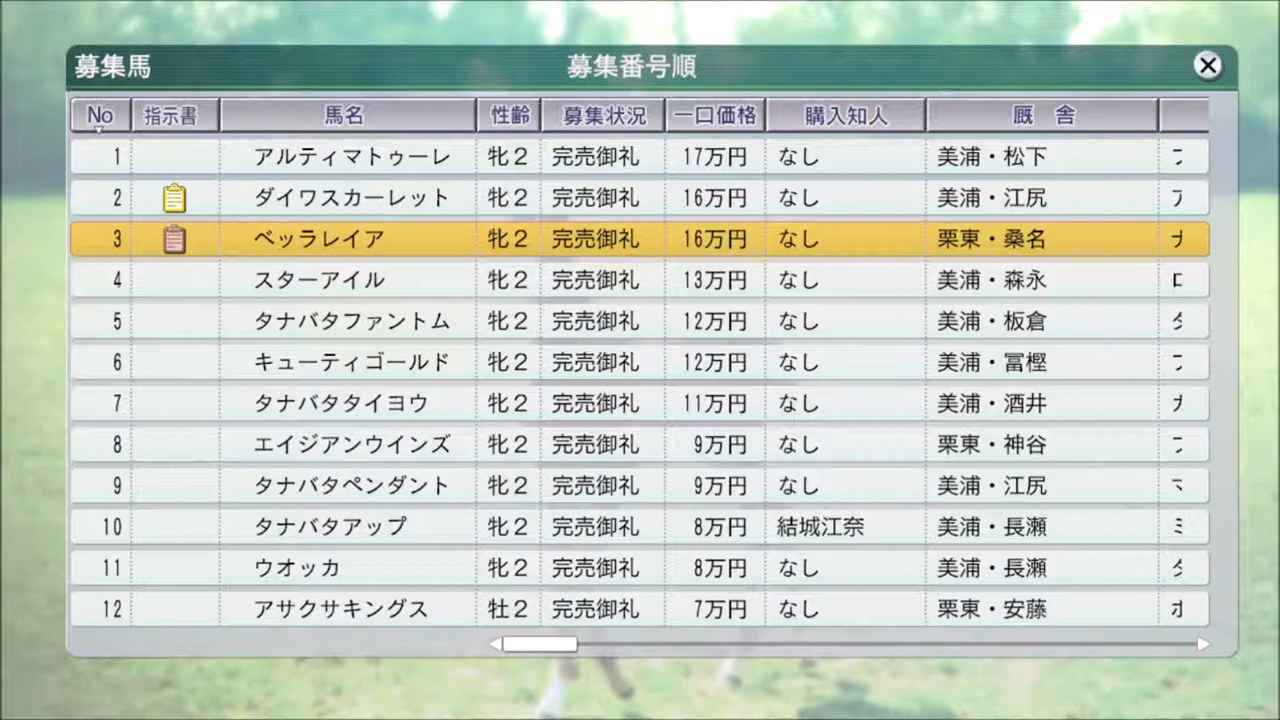 募集馬 募集番号順
No 指示書 馬名 性齢 募集状況 一口価格 購入知人 厩 舎
1 アルティマトゥーレ 牝2 完売御礼 17万円 なし 美浦・松下
2 ダイワスカーレット 牝2 完売御礼 16万円 なし 美浦・江尻
3 ベッラレイア 牝2 完売御礼 16万円 なし 栗東・桑名
4 スターアイル 牝2 完売御礼 13万円 なし 美浦・森永
5 タナバタファントム 牝2 完売御礼 12万円 なし 美浦・板倉
6 キューティゴールド 牝2 完売御礼 12万円 なし 美浦・冨樫
7 タナバタタイヨウ 牝2 完売御礼 11万円 なし 美浦・酒井
8 エイジアンウインズ 牝2 完売御礼 9万円 なし 栗東・神谷
9 タナバタペンダント 牝2 完売御礼 9万円 なし 美浦・江尻
10 タナバタアップ 牝2 完売御礼 8万円 結城江奈 美浦・長瀬
11 ウオッカ 牝2 完売御礼 8万円 なし 美浦・長瀬
12 アサクサキングス 牡2 完売御礼 7万円 なし 栗東・安藤